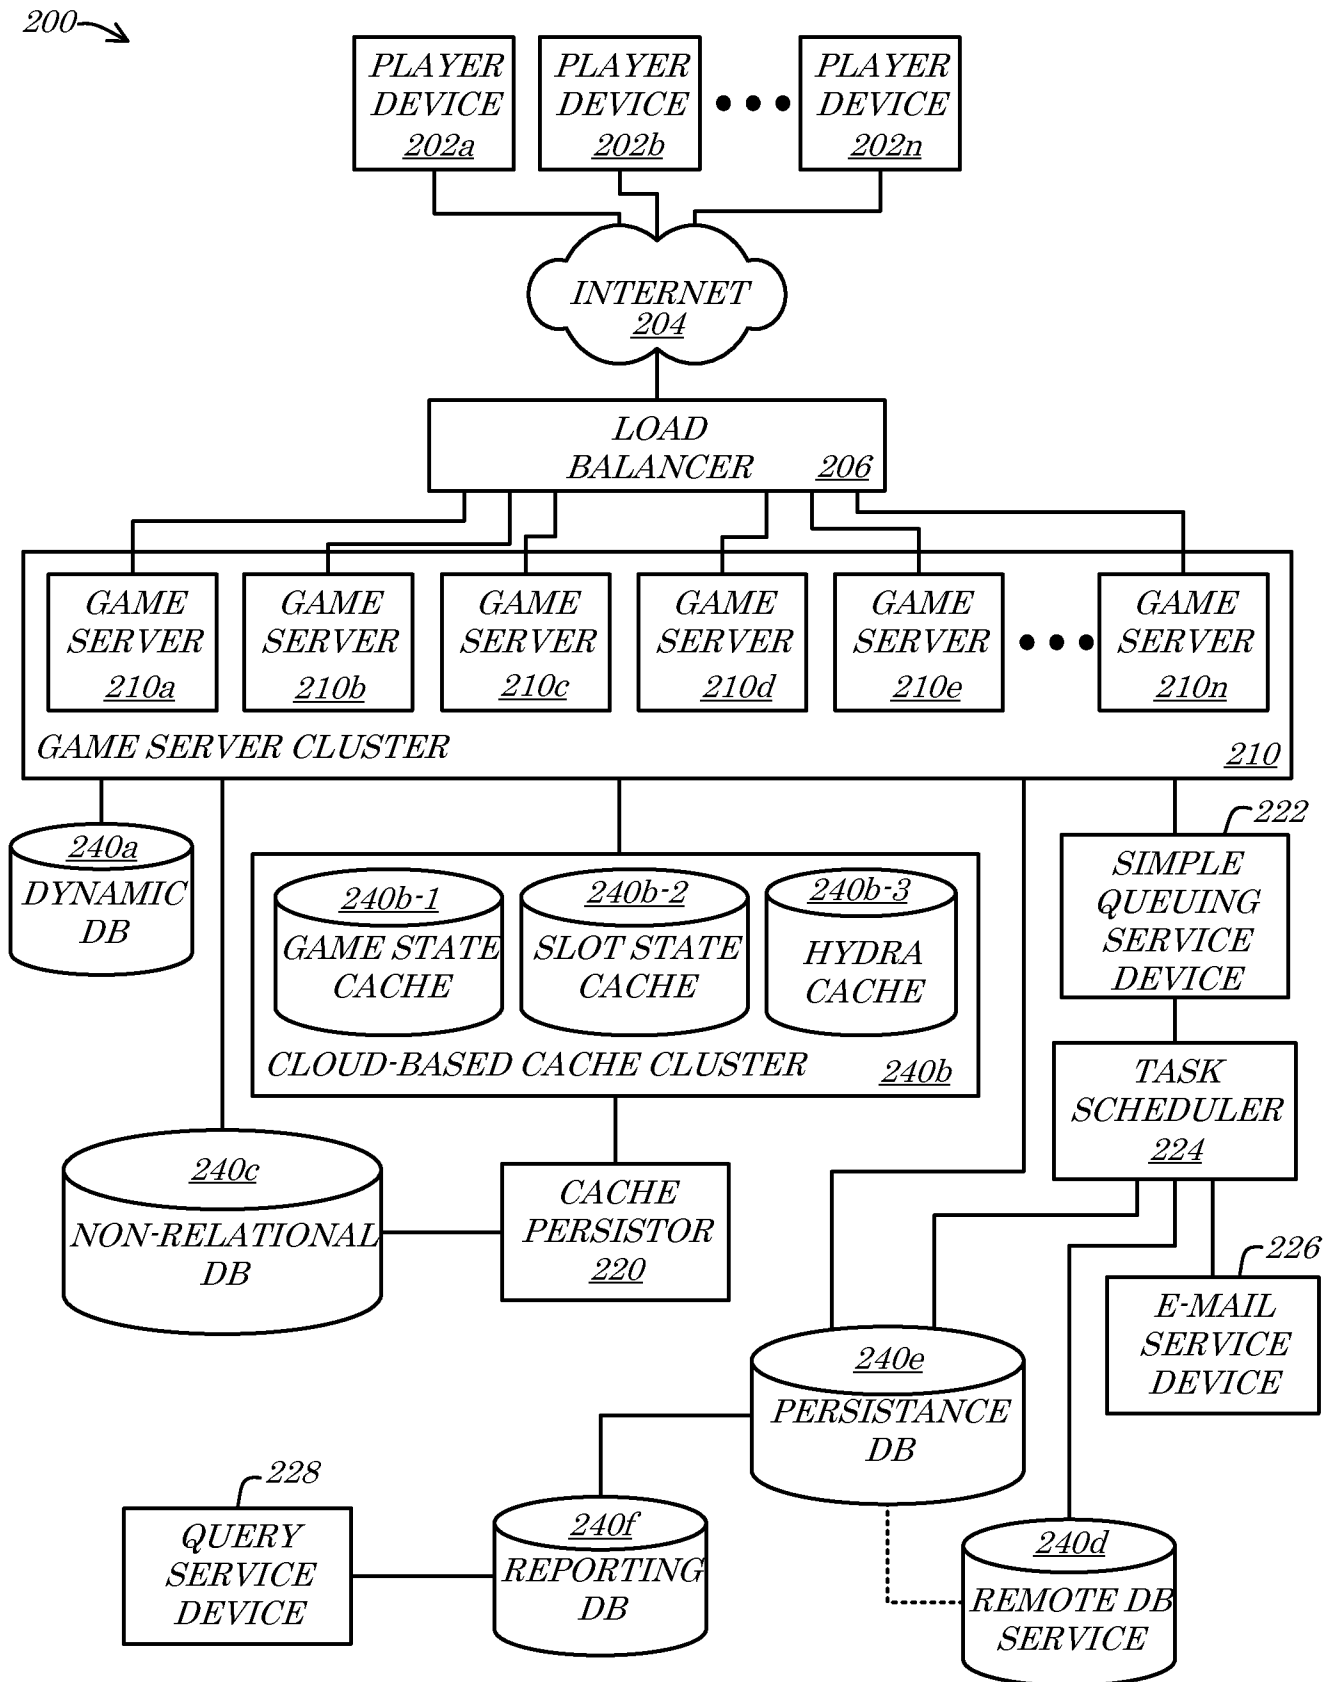 200
PLAYER
DEVICE
202a
PLAYER
DEVICE
202b
PLAYER
DEVICE
202n
INTERNET
204
LOAD
BALANCER
206
GAME
SERVER
210a
GAME
SERVER
210b
GAME
SERVER
210c
GAME
SERVER
210d
GAME
SERVER
210e
GAME
SERVER
210n
GAME SERVER CLUSTER
210
240a
DYNAMIC
DB
240b-1
GAME STATE
CACHE
240b-2
SLOT STATE
CACHE
240b-3
HYDRA
CACHE
CLOUD-BASED CACHE CLUSTER
240b
222
SIMPLE
QUEUING
SERVICE
DEVICE
TASK
SCHEDULER
224
240c
NON-RELATIONAL
DB
CACHE
PERSISTOR
220
226
E-MAIL
SERVICE
DEVICE
240e
PERSISTANCE
DB
228
QUERY
SERVICE
DEVICE
240f
REPORTING
DB
240d
REMOTE DB
SERVICE